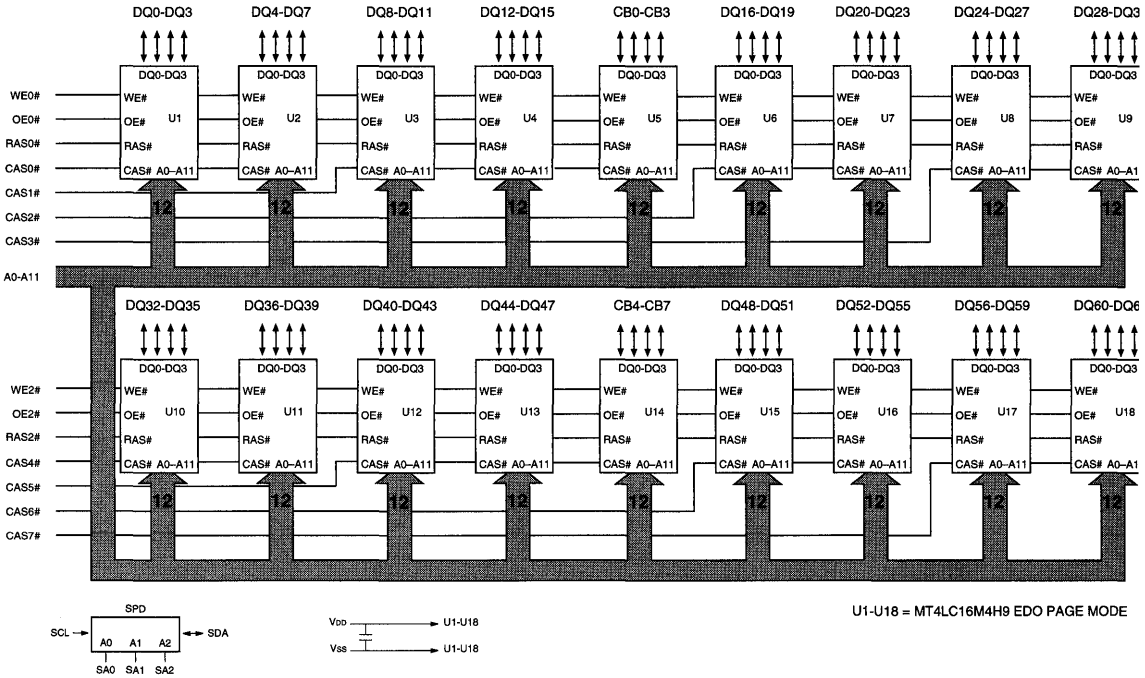 DQ0-DQ3 DQ4-DQ7 DQ8-DQ11 DQ12-DQ15 CB0-CB3 DQ16-DQ19 DQ20-DQ23 DQ24-DQ27 DQ28-DQ3
DQ0-DQ3 DQ0-DQ3 DQ0-DQ3 DQ0-DQ3 DQ0-DQ3 DQ0-DQ3 DQ0-DQ3 DQ0-DQ3 DQ0-DQ3
WE0# WE# WE# WE# WE# WE# WE# WE# WE# WE#
OE0# OE# U1 OE# U2 OE# U3 OE# U4 OE# U5 OE# U6 OE# U7 OE# U8 OE# U9
RAS0# RAS# RAS# RAS# RAS# RAS# RAS# RAS# RAS# RAS#
CAS0# CAS# A0–A11 CAS# A0–A11 CAS# A0–A11 CAS# A0–A11 CAS# A0–A11 CAS# A0–A11 CAS# A0–A11 CAS# A0–A11 CAS# A0–A1
CAS1#
12 12 12 12 12 12 12 12 12
CAS2#
CAS3#
A0-A11
DQ32-DQ35 DQ36-DQ39 DQ40-DQ43 DQ44-DQ47 CB4-CB7 DQ48-DQ51 DQ52-DQ55 DQ56-DQ59 DQ60-DQ6
DQ0-DQ3 DQ0-DQ3 DQ0-DQ3 DQ0-DQ3 DQ0-DQ3 DQ0-DQ3 DQ0-DQ3 DQ0-DQ3 DQ0-DQ3
WE2# WE# WE# WE# WE# WE# WE# WE# WE# WE#
OE2# OE# U10 OE# U11 OE# U12 OE# U13 OE# U14 OE# U15 OE# U16 OE# U17 OE# U18
RAS2# RAS# RAS# RAS# RAS# RAS# RAS# RAS# RAS# RAS#
CAS4# CAS# A0–A11 CAS# A0–A11 CAS# A0–A11 CAS# A0–A11 CAS# A0–A11 CAS# A0–A11 CAS# A0–A11 CAS# A0–A11 CAS# A0–A1
CAS5#
12 12 12 12 12 12 12 12 12
CAS6#
CAS7#
SPD
SCL A0 A1 A2 SDA
SA0 SA1 SA2
VDD U1-U18
Vss U1-U18
U1-U18 = MT4LC16M4H9 EDO PAGE MODE